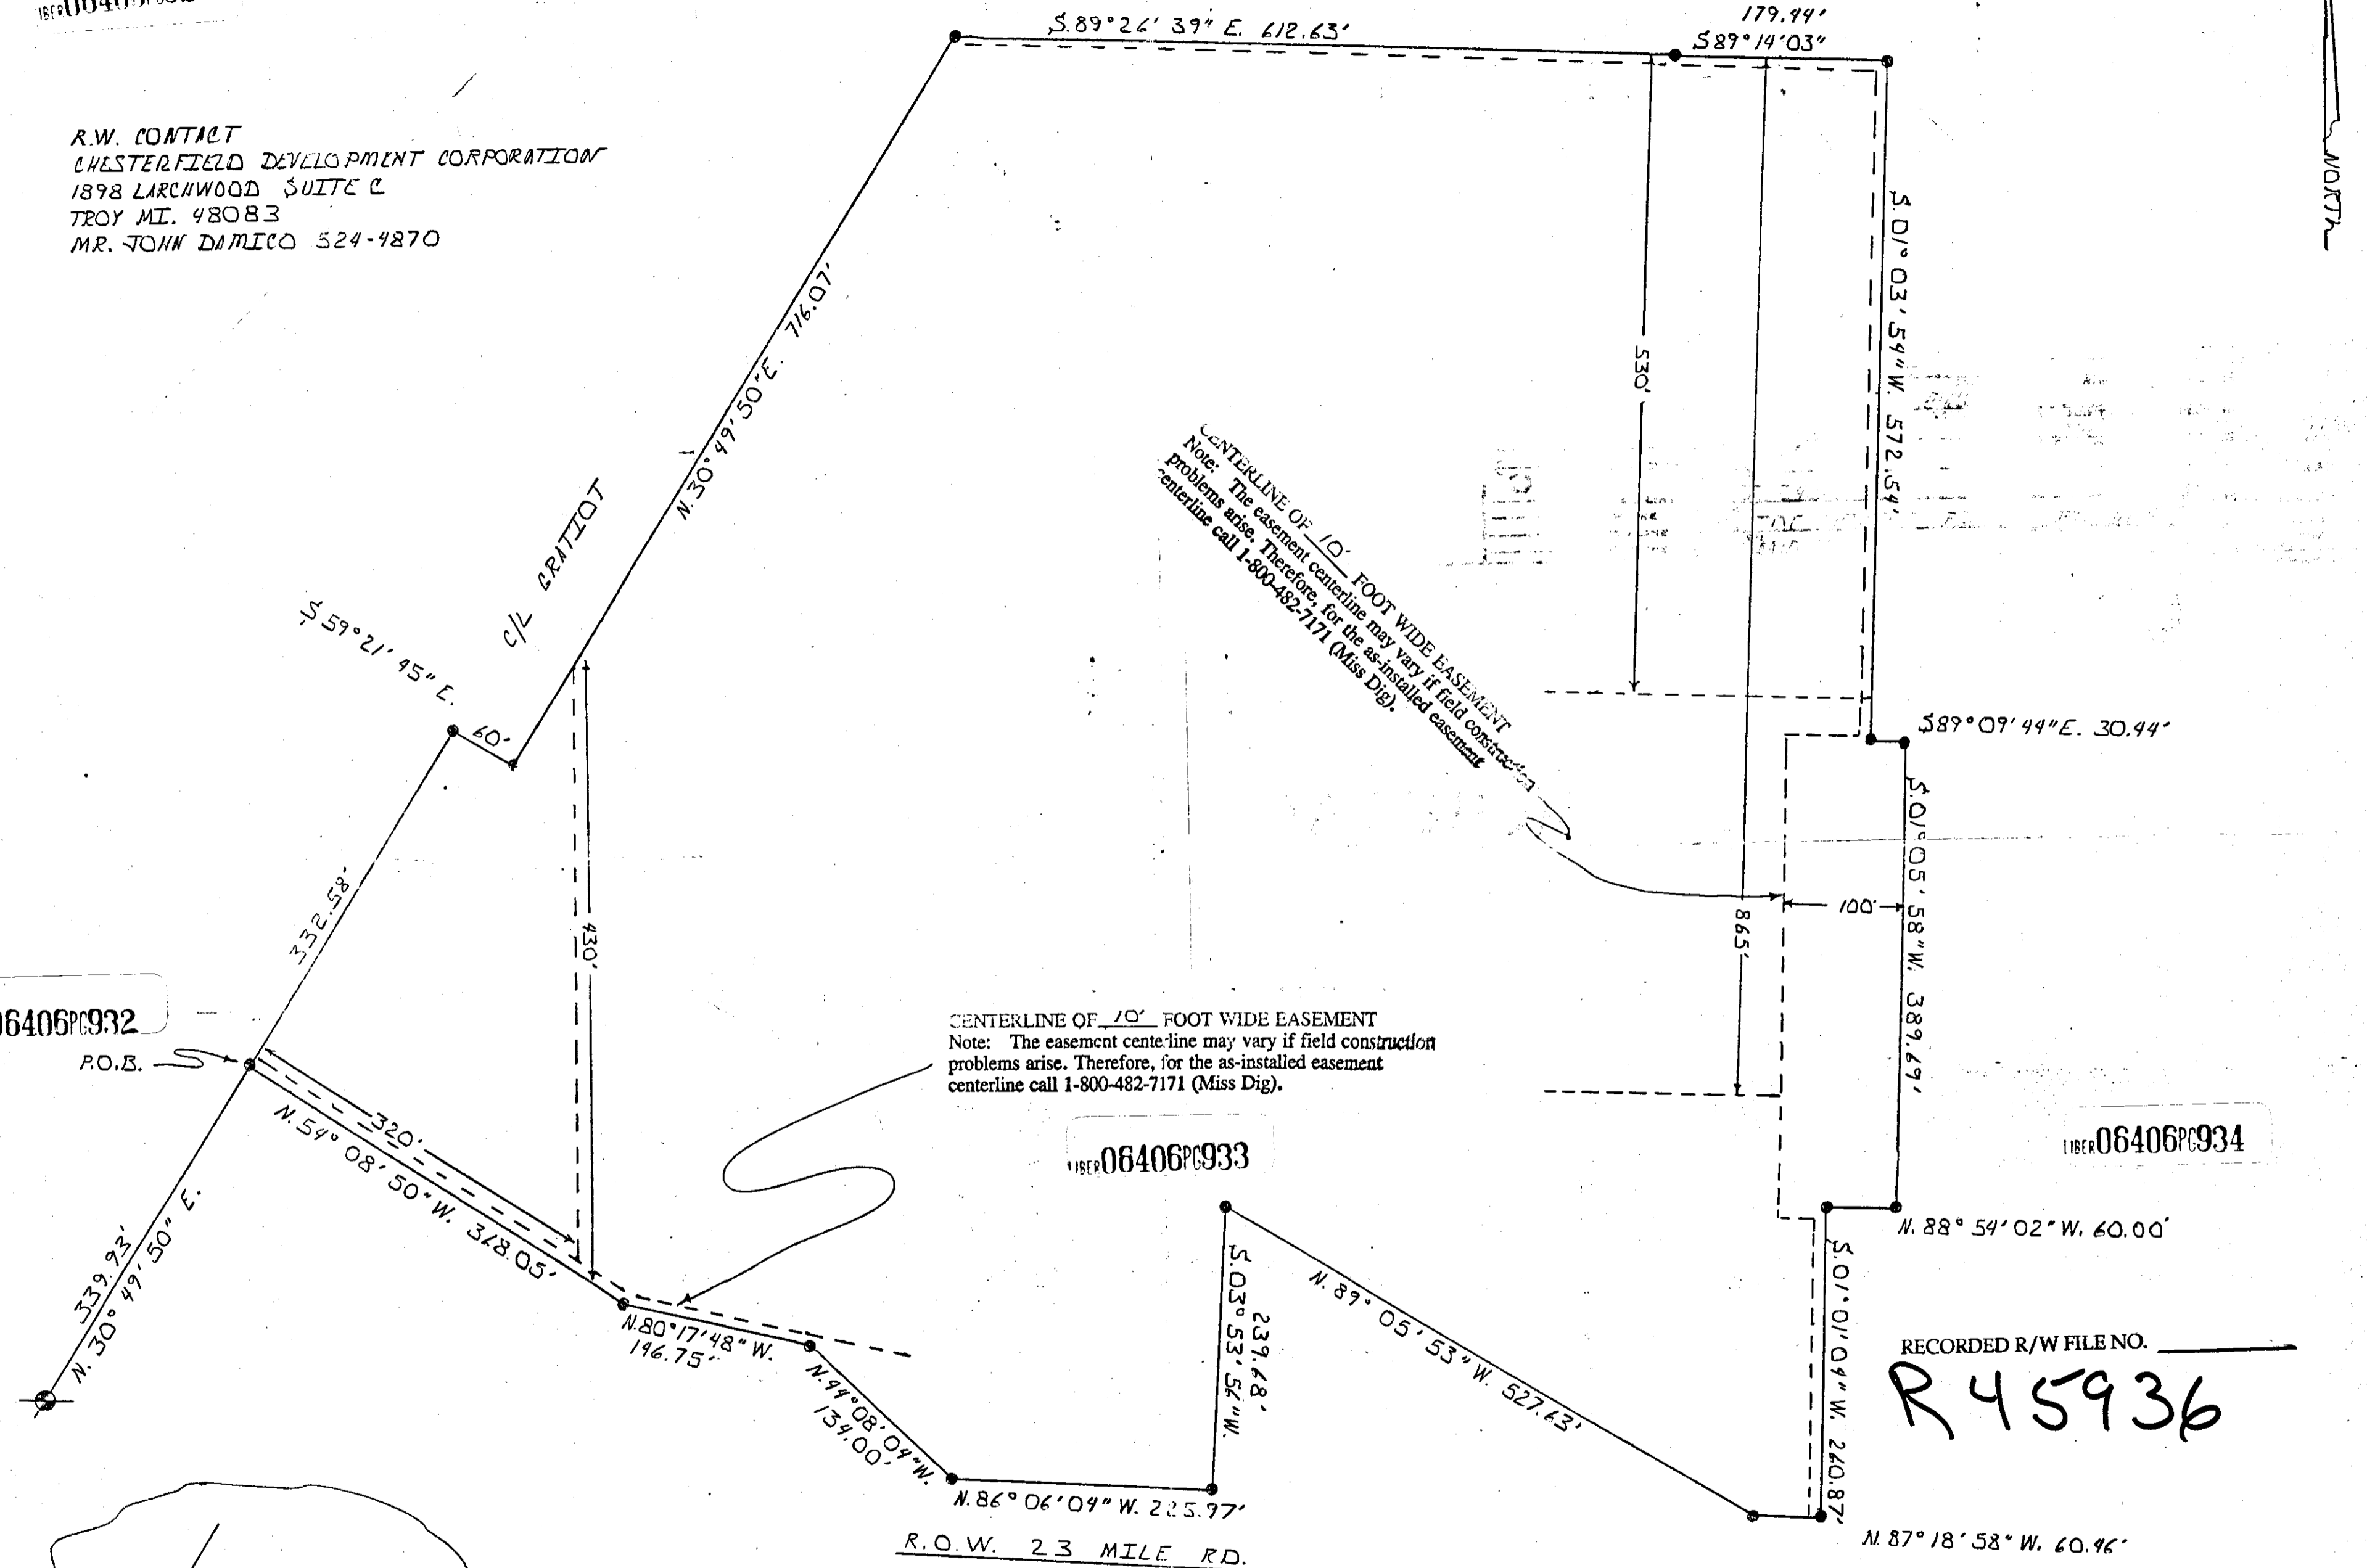 S.89°26'39" E. 612.63'
179.44'
S89°14'03"
NORTH
R.W. CONTACT
CHESTERFIELD DEVELOPMENT CORPORATION
1898 LARCHWOOD SUITE C
TROY MI. 48083
MR. JOHN DAMICO 524-4870
S.01°03'54"W. 572.54'
N.30°49'50"E. 716.07'
530'
C/L GRATIOT
CENTERLINE OF 10' FOOT WIDE EASEMENT
Note: The easement centerline may vary if field construction
problems arise. Therefore, for the as-installed easement
centerline call 1-800-482-7171 (Miss Dig).
S59°21'45" E.
60'
S89°09'44"E. 30.44'
S.01°05'58"W. 389.69'
332.58'
430'
865'
100'
06406PG932
P.O.B.
CENTERLINE OF 10' FOOT WIDE EASEMENT
Note: The easement centerline may vary if field construction
problems arise. Therefore, for the as-installed easement
centerline call 1-800-482-7171 (Miss Dig).
320'
N.54°08'50"W. 368.05'
LIBER06406PG933
LIBER06406PG934
339.93'
N.30°49'50" E.
N.88°54'02"W. 60.00'
S.01°01'04"W. 260.87'
239.68'
S.03°53'56"W.
N.89°05'53"W. 527.63'
N.80°17'48"W.
196.75'
N.44°08'04"W.
134.00'
RECORDED R/W FILE NO.
R45936
N.86°06'04"W. 225.97'
R.O.W. 23 MILE RD.
N.87°18'58"W. 60.46'